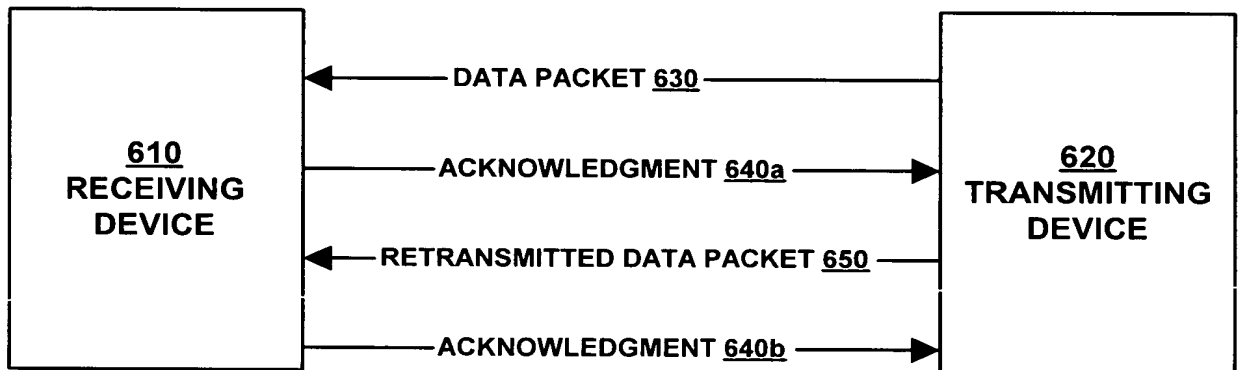 610
RECEIVING
DEVICE
DATA PACKET 630
ACKNOWLEDGMENT 640a
RETRANSMITTED DATA PACKET 650
ACKNOWLEDGMENT 640b
620
TRANSMITTING
DEVICE